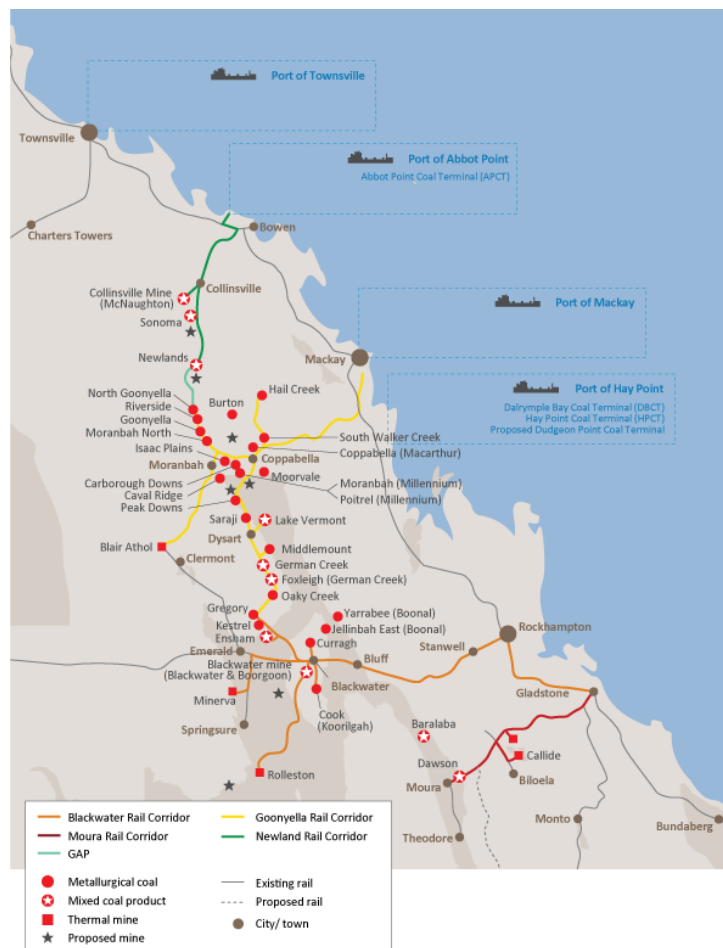 Port of Townsville
Townsville
Port of Abbot Point
Abbot Point Coal Terminal (APCT)
Charters Towers
Bowen
Collinsville
Collinsville Mine
(McNaughton)
Port of Mackay
Sonoma
Newlands
Mackay
Port of Hay Point
Dalrymple Bay Coal Terminal (DBCT)
Hay Point Coal Terminal (HPCT)
Proposed Dudgeon Point Coal Terminal
Hail Creek
North Goonyella
Burton
Riverside
Goonyella
Moranbah North
South Walker Creek
Isaac Plains
Coppabella (Macarthur)
Coppabella
Moranbah
Moorvale
Carborough Downs
Moranbah (Millennium)
Caval Ridge
Poitrel (Millennium)
Peak Downs
Saraji
Lake Vermont
Dysart
Blair Athol
Middlemount
Clermont
German Creek
Foxleigh (German Creek)
Oaky Creek
Gregory
Yarrabee (Boonal)
Kestrel
Jellinbah East (Boonal)
Rockhampton
Ensham
Curragh
Emerald
Stanwell
Blackwater mine
(Blackwater & Boorgoon)
Bluff
Blackwater
Gladstone
Minerva
Cook
(Koorilgah)
Springsure
Baralaba
Callide
Dawson
Rolleston
Moura
Biloela
Theodore
Monto
Bundaberg
Blackwater Rail Corridor
Goonyella Rail Corridor
Moura Rail Corridor
Newland Rail Corridor
GAP
Metallurgical coal
Existing rail
Mixed coal product
Proposed rail
Thermal mine
City/ town
Proposed mine